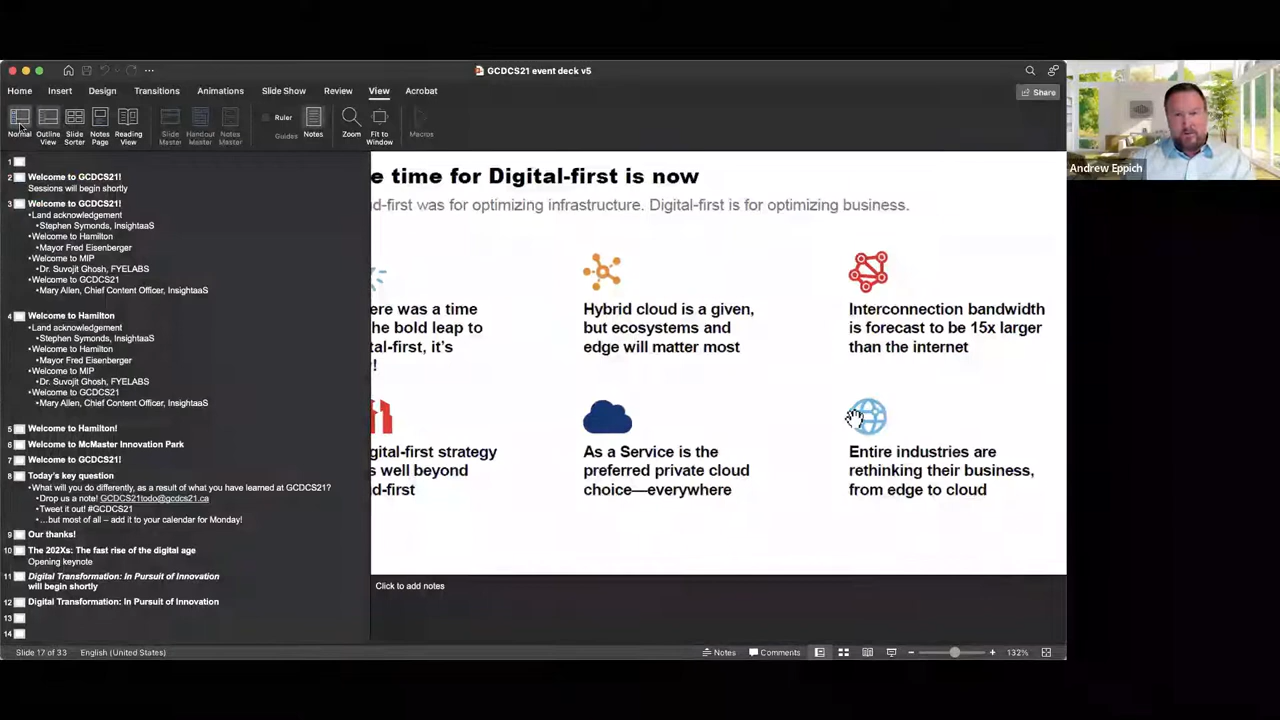 GCDCS21 event deck v5
Home Insert Design Transitions Animations Slide Show Review View Acrobat
Share
Normal
Outline View
Slide Sorter
Notes Page
Reading View
Slide Master
Handout Master
Notes Master
Ruler
Guides
Notes
Zoom
Fit to Window
Macros
Andrew Eppich
1
2 Welcome to GCDCS21!
Sessions will begin shortly
3 Welcome to GCDCS21!
•Land acknowledgement
•Stephen Symonds, InsightaaS
•Welcome to Hamilton
•Mayor Fred Eisenberger
•Welcome to MIP
•Dr. Suvojit Ghosh, FYELABS
•Welcome to GCDCS21
•Mary Allen, Chief Content Officer, InsightaaS
4 Welcome to Hamilton
•Land acknowledgement
•Stephen Symonds, InsightaaS
•Welcome to Hamilton
•Mayor Fred Eisenberger
•Welcome to MIP
•Dr. Suvojit Ghosh, FYELABS
•Welcome to GCDCS21
•Mary Allen, Chief Content Officer, InsightaaS
5 Welcome to Hamilton!
6 Welcome to McMaster Innovation Park
7 Welcome to GCDCS21!
8 Today's key question
•What will you do differently, as a result of what you have learned at GCDCS21?
•Drop us a note! GCDCS21todo@gcdcs21.ca
•Tweet it out! #GCDCS21
•…but most of all – add it to your calendar for Monday!
9 Our thanks!
10 The 202Xs: The fast rise of the digital age
Opening keynote
11 Digital Transformation: In Pursuit of Innovation
will begin shortly
12 Digital Transformation: In Pursuit of Innovation
13
14
e time for Digital-first is now
d-first was for optimizing infrastructure. Digital-first is for optimizing business.
ere was a time
he bold leap to
tal-first, it's
!
Hybrid cloud is a given,
but ecosystems and
edge will matter most
Interconnection bandwidth
is forecast to be 15x larger
than the internet
gital-first strategy
s well beyond
d-first
As a Service is the
preferred private cloud
choice—everywhere
Entire industries are
rethinking their business,
from edge to cloud
Click to add notes
Slide 17 of 33 English (United States) Notes Comments 132%